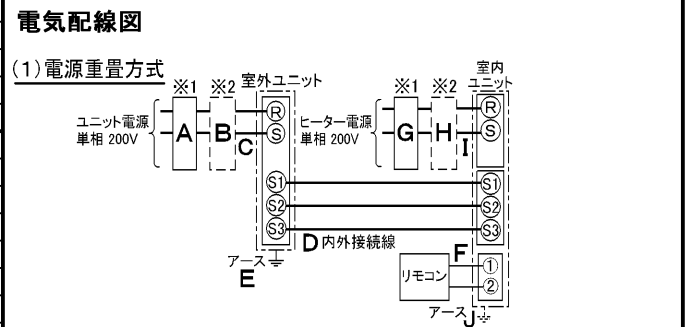 電気配線図
(1)電源重畳方式
※1 ※2 室外ユニット
ユニット電源
単相 200V
A B C
R
S
S1
S2
S3
アース
E
D 内外接続線
※1 ※2
室内
ユニット
ヒーター電源
単相 200V
G H I
R
S
S1
S2
S3
F
リモコン
①
②
アース J